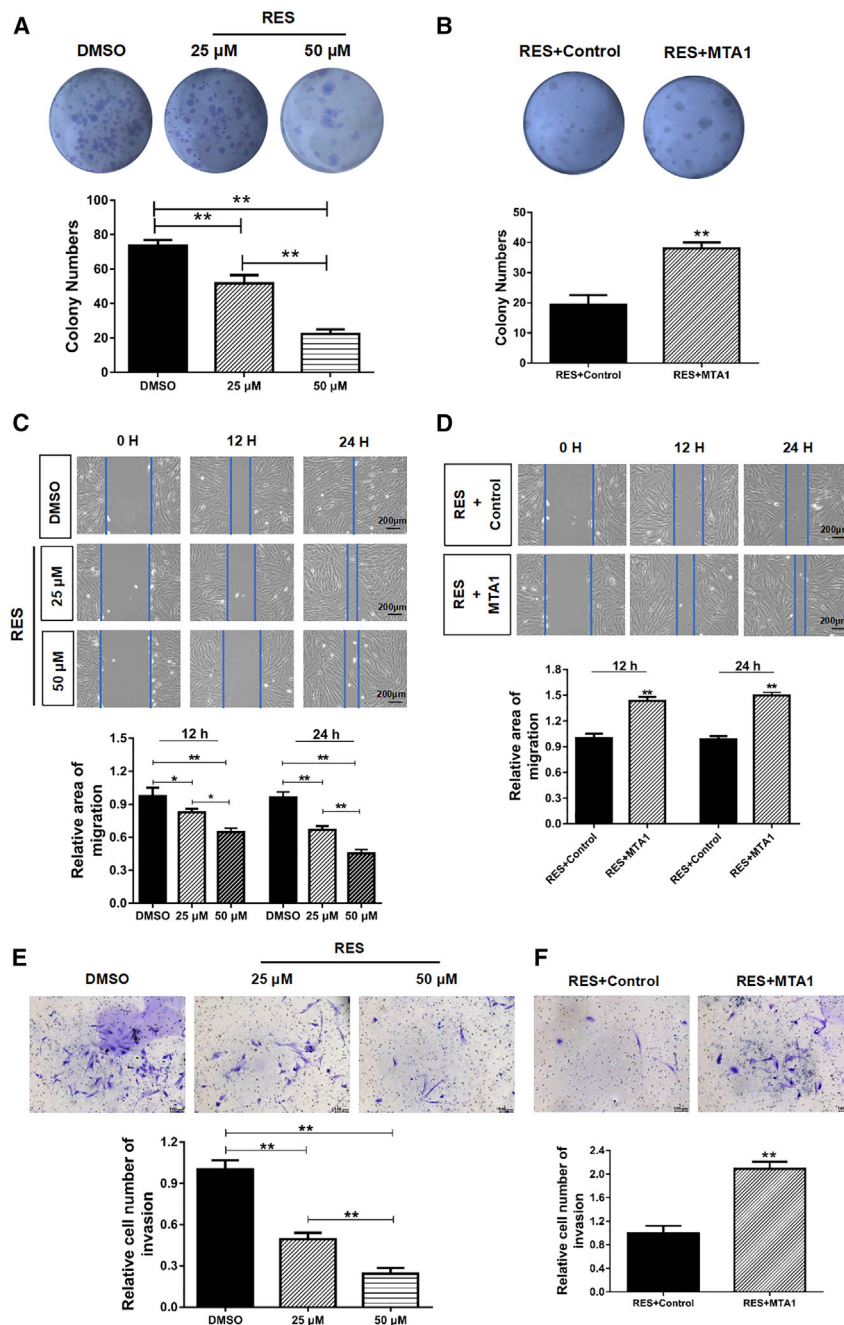 A
RES
DMSO
25 µM
50 µM
**
**
**
Colony Numbers
100
80
60
40
20
0
DMSO
25 µM
50 µM
B
RES+Control
RES+MTA1
**
Colony Numbers
50
40
30
20
10
0
RES+Control
RES+MTA1
C
0 H
12 H
24 H
DMSO
200µm
RES
25 µM
200µm
50 µM
200µm
12 h
24 h
**
**
*
**
*
**
Relative area of
migration
1.5
1.2
0.9
0.6
0.3
0.0
DMSO 25 µM 50 µM
DMSO 25 µM 50 µM
D
0 H
12 H
24 H
RES
+
Control
200µm
RES
+
MTA1
200µm
12 h
24 h
**
**
Relative area of
migration
1.8
1.5
1.2
0.9
0.6
0.3
0.0
RES+Control
RES+MTA1
RES+Control
RES+MTA1
E
RES
DMSO
25 µM
50 µM
**
**
**
Relative cell number of
invasion
1.2
0.9
0.6
0.3
0.0
DMSO
25 µM
50 µM
F
RES+Control
RES+MTA1
**
Relative cell number of
invasion
2.4
2.0
1.6
1.2
0.8
0.4
0.0
RES+Control
RES+MTA1